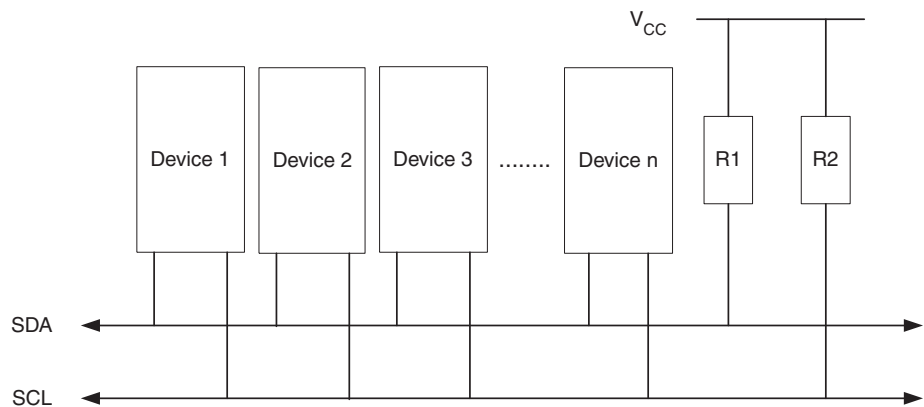 VCC
Device 1
Device 2
Device 3
........
Device n
R1
R2
SDA
SCL